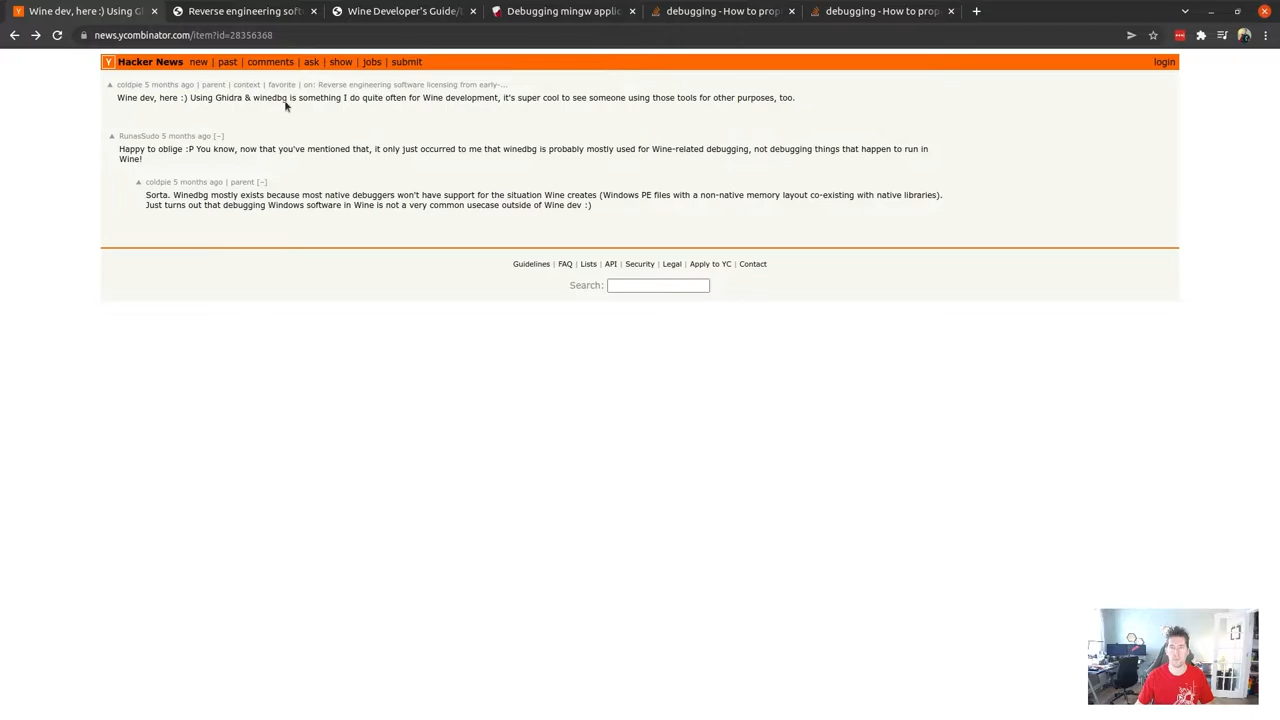 Wine dev, here :) Using Gh
Reverse engineering soft
Wine Developer's Guide/
Debugging mingw applic
debugging - How to prop
debugging - How to prop
news.ycombinator.com/item?id=28356368
Y Hacker News new | past | comments | ask | show | jobs | submit login
coldpie 5 months ago | parent | context | favorite | on: Reverse engineering software licensing from early-...
Wine dev, here :) Using Ghidra & winedbg is something I do quite often for Wine development, it's super cool to see someone using those tools for other purposes, too.
RunasSudo 5 months ago [–]
Happy to oblige :P You know, now that you've mentioned that, it only just occurred to me that winedbg is probably mostly used for Wine-related debugging, not debugging things that happen to run in
Wine!
coldpie 5 months ago | parent [–]
Sorta. Winedbg mostly exists because most native debuggers won't have support for the situation Wine creates (Windows PE files with a non-native memory layout co-existing with native libraries).
Just turns out that debugging Windows software in Wine is not a very common usecase outside of Wine dev :)
Guidelines | FAQ | Lists | API | Security | Legal | Apply to YC | Contact
Search: